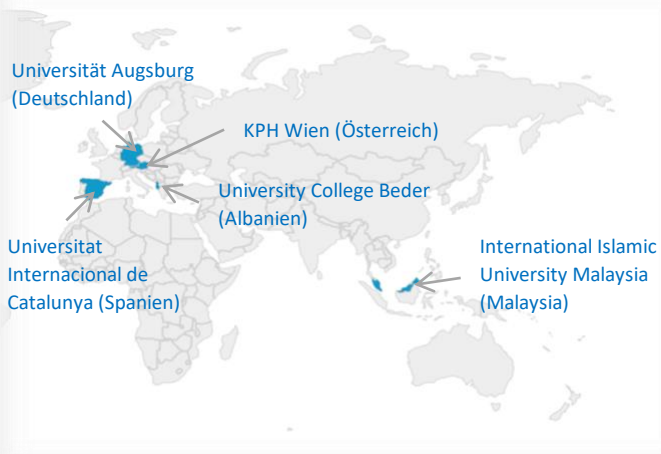 Universität Augsburg
(Deutschland)
KPH Wien (Österreich)
University College Beder
(Albanien)
Universitat
Internacional de
Catalunya (Spanien)
International Islamic
University Malaysia
(Malaysia)